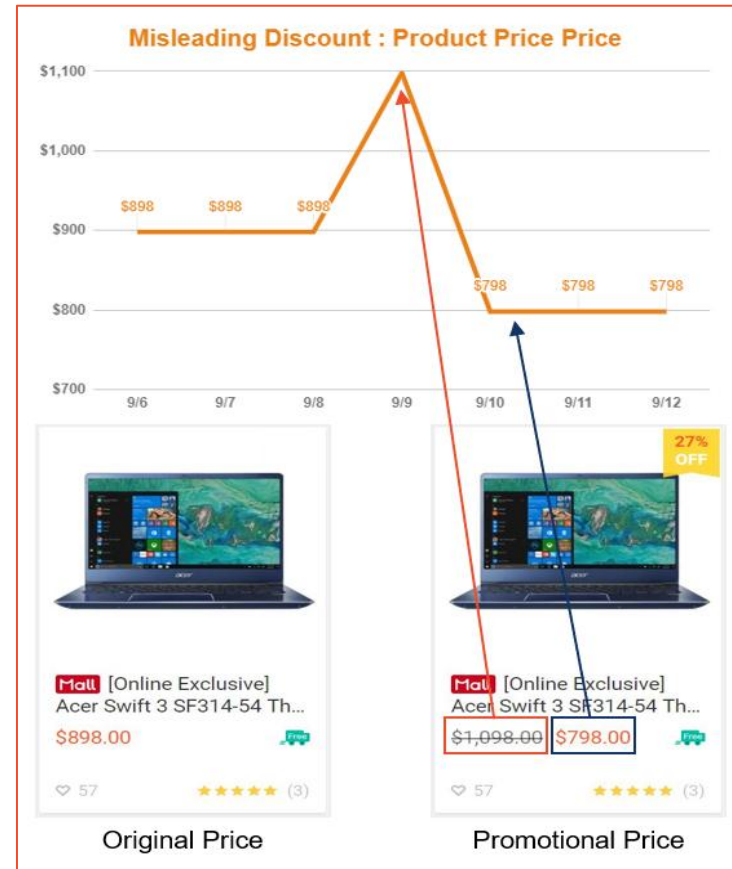 Misleading Discount : Product Price Price
$1,100
$1,000
$898 $898 $898
$900
$798 $798 $798
$800
$700
9/6 9/7 9/8 9/9 9/10 9/11 9/12
27%
OFF
acer
acer
Mall [Online Exclusive]
Acer Swift 3 SF314-54 Th...
$898.00
Free
57
(3)
Original Price
Mall [Online Exclusive]
Acer Swift 3 SF314-54 Th...
$1,098.00 $798.00
Free
57
(3)
Promotional Price